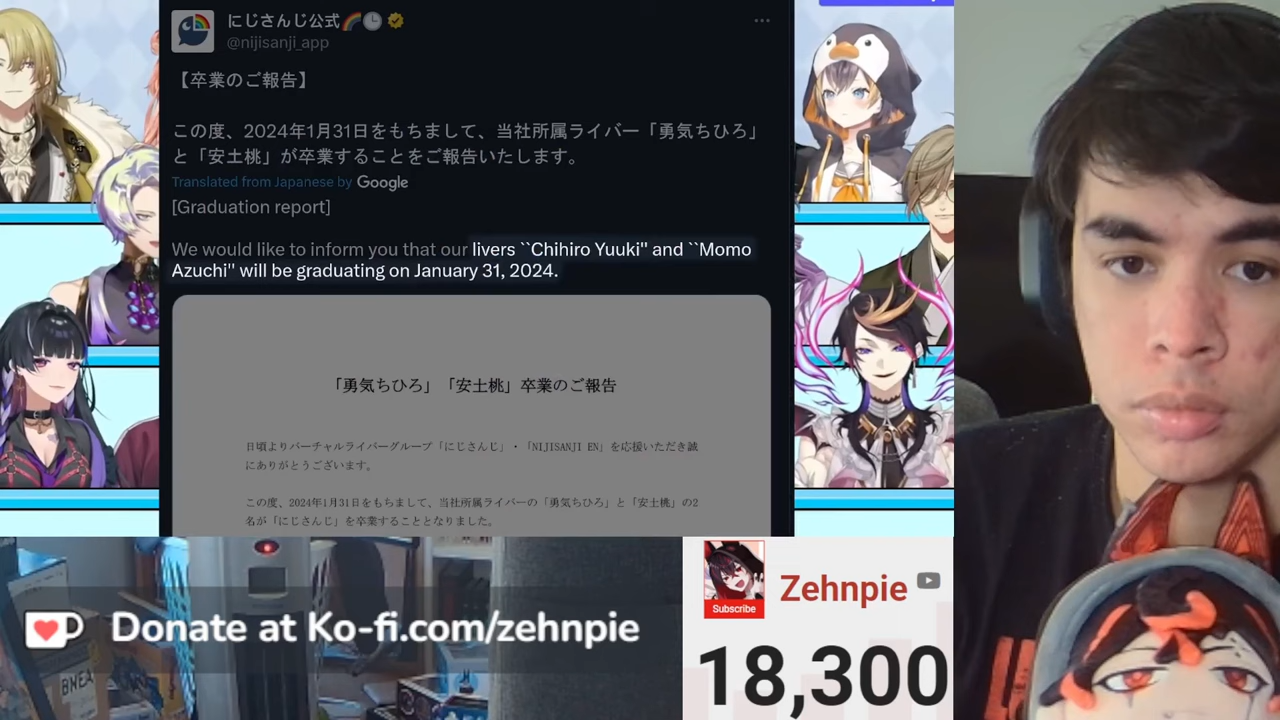 にじさんじ公式🌈🕒
@nijisanji_app
【卒業のご報告】
この度、2024年1月31日をもちまして、当社所属ライバー「勇気ちひろ」
と「安土桃」が卒業することをご報告いたします。
Translated from Japanese by Google
[Graduation report]
We would like to inform you that our livers ``Chihiro Yuuki'' and ``Momo
Azuchi'' will be graduating on January 31, 2024.
「勇気ちひろ」「安土桃」卒業のご報告
日頃よりバーチャルライバーグループ「にじさんじ」・「NIJISANJI EN」を応援いただき誠
にありがとうございます。
この度、2024年1月31日をもちまして、当社所属ライバーの「勇気ちひろ」と「安土桃」の2
名が「にじさんじ」を卒業することとなりました。
Donate at Ko-fi.com/zehnpie
Zehnpie
Subscribe
18,300